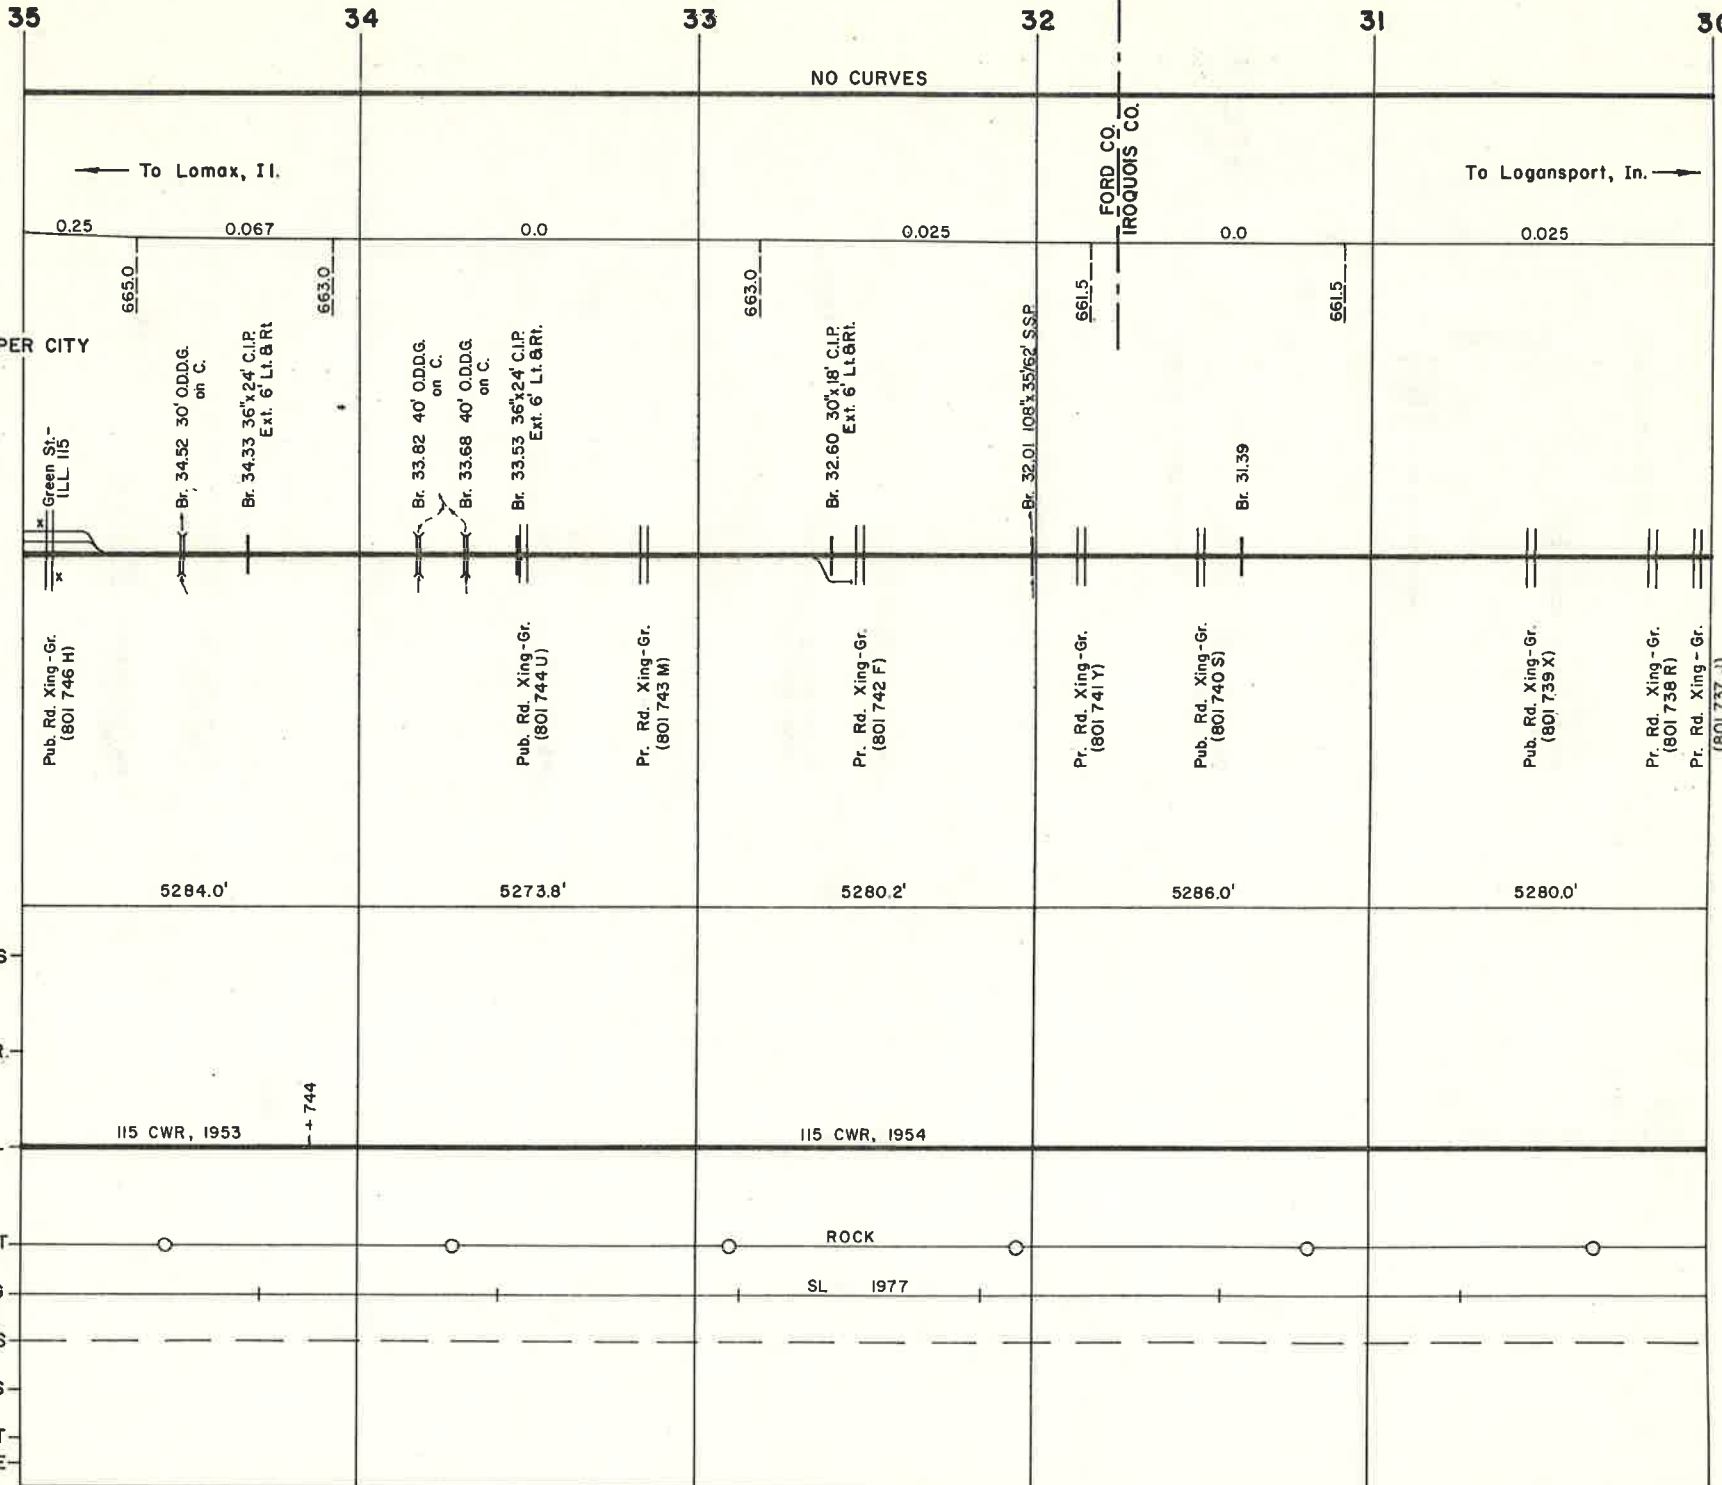 35 34 33 32 31
NO CURVES
FORD CO.
IROQUOIS CO.
To Lomax, Il.
To Logansport, In.
0.25 0.067 0.0 0.025 0.0 0.025
665.0
663.0
663.0
661.5
661.5
PER CITY
Green St.-
ILL. 115
Br. 34.52 30' O.D.D.G.
on C.
Br. 34.33 36"x24' C.I.P.
Ext. 6' Lt. & Rt.
Br. 33.82 40' O.D.D.G.
on C.
Br. 33.68 40' O.D.D.G.
on C.
Br. 33.53 36"x24' C.I.P.
Ext. 6' Lt. & Rt.
Br. 32.60 30"x18' C.I.P.
Ext. 6' Lt. & Rt.
Br. 32.01 108"x35/62' S.S.P.
Br. 31.39
x
x
Pub. Rd. Xing-Gr.
(801 746 H)
Pub. Rd. Xing-Gr.
(801 744 U)
Pr. Rd. Xing-Gr.
(801 743 M)
Pr. Rd. Xing-Gr.
(801 742 F)
Pr. Rd Xing-Gr.
(801 741 Y)
Pub. Rd. Xing-Gr.
(801 740 S)
Pub. Rd. Xing-Gr.
(801 739 X)
Pr. Rd. Xing-Gr.
(801 738 R)
Pr. Rd. Xing-Gr.
5284.0' 5273.8' 5280.2' 5286.0' 5280.0'
+ 744
115 CWR, 1953 115 CWR, 1954
ROCK
SL 1977